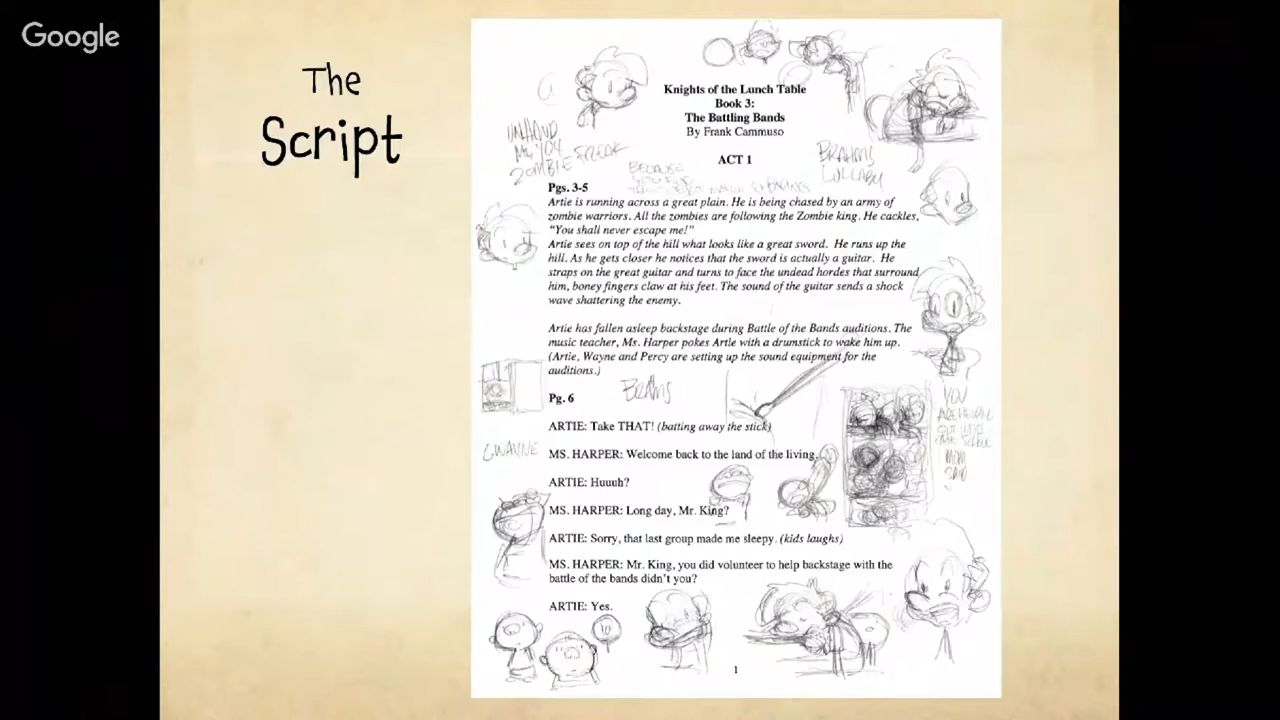 Google
The
Script
Knights of the Lunch Table
Book 3:
The Battling Bands
By Frank Cammuso
ACT 1
ZOMBIE
BECAUSE
BRAHMS
LULLABY
Pgs. 3-5
Artie is running across a great plain. He is being chased by an army of
zombie warriors. All the zombies are following the Zombie king. He cackles,
"You shall never escape me!"
Artie sees on top of the hill what looks like a great sword. He runs up the
hill. As he gets closer he notices that the sword is actually a guitar. He
straps on the great guitar and turns to face the undead hordes that surround
him, boney fingers claw at his feet. The sound of the guitar sends a shock
wave shattering the enemy.
Artie has fallen asleep backstage during Battle of the Bands auditions. The
music teacher, Ms. Harper pokes Artie with a drumstick to wake him up.
(Artie, Wayne and Percy are setting up the sound equipment for the
auditions.)
Pg. 6
YOU
ARTIE: Take THAT! (batting away the stick)
GWAYNE
MS. HARPER: Welcome back to the land of the living.
MOM
ARTIE: Huuuh?
MS. HARPER: Long day, Mr. King?
ARTIE: Sorry, that last group made me sleepy. (kids laughs)
MS. HARPER: Mr. King, you did volunteer to help backstage with the
battle of the bands didn't you?
ARTIE: Yes.
1